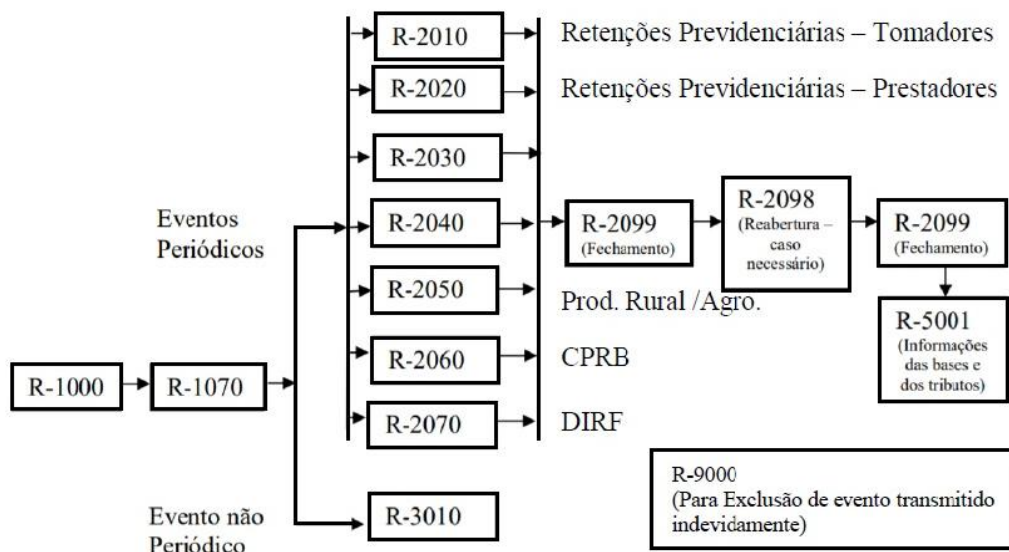 R-2010
Retenções Previdenciárias – Tomadores
R-2020
Retenções Previdenciárias – Prestadores
R-2030
Eventos
Periódicos
R-2040
R-2099
(Fechamento)
R-2098
(Reabertura –
caso
necessário)
R-2099
(Fechamento)
R-2050
Prod. Rural /Agro.
R-5001
(Informações
das bases e
dos tributos)
R-2060
CPRB
R-1000
R-1070
R-2070
DIRF
R-9000
(Para Exclusão de evento transmitido
indevidamente)
Evento não
Periódico
R-3010